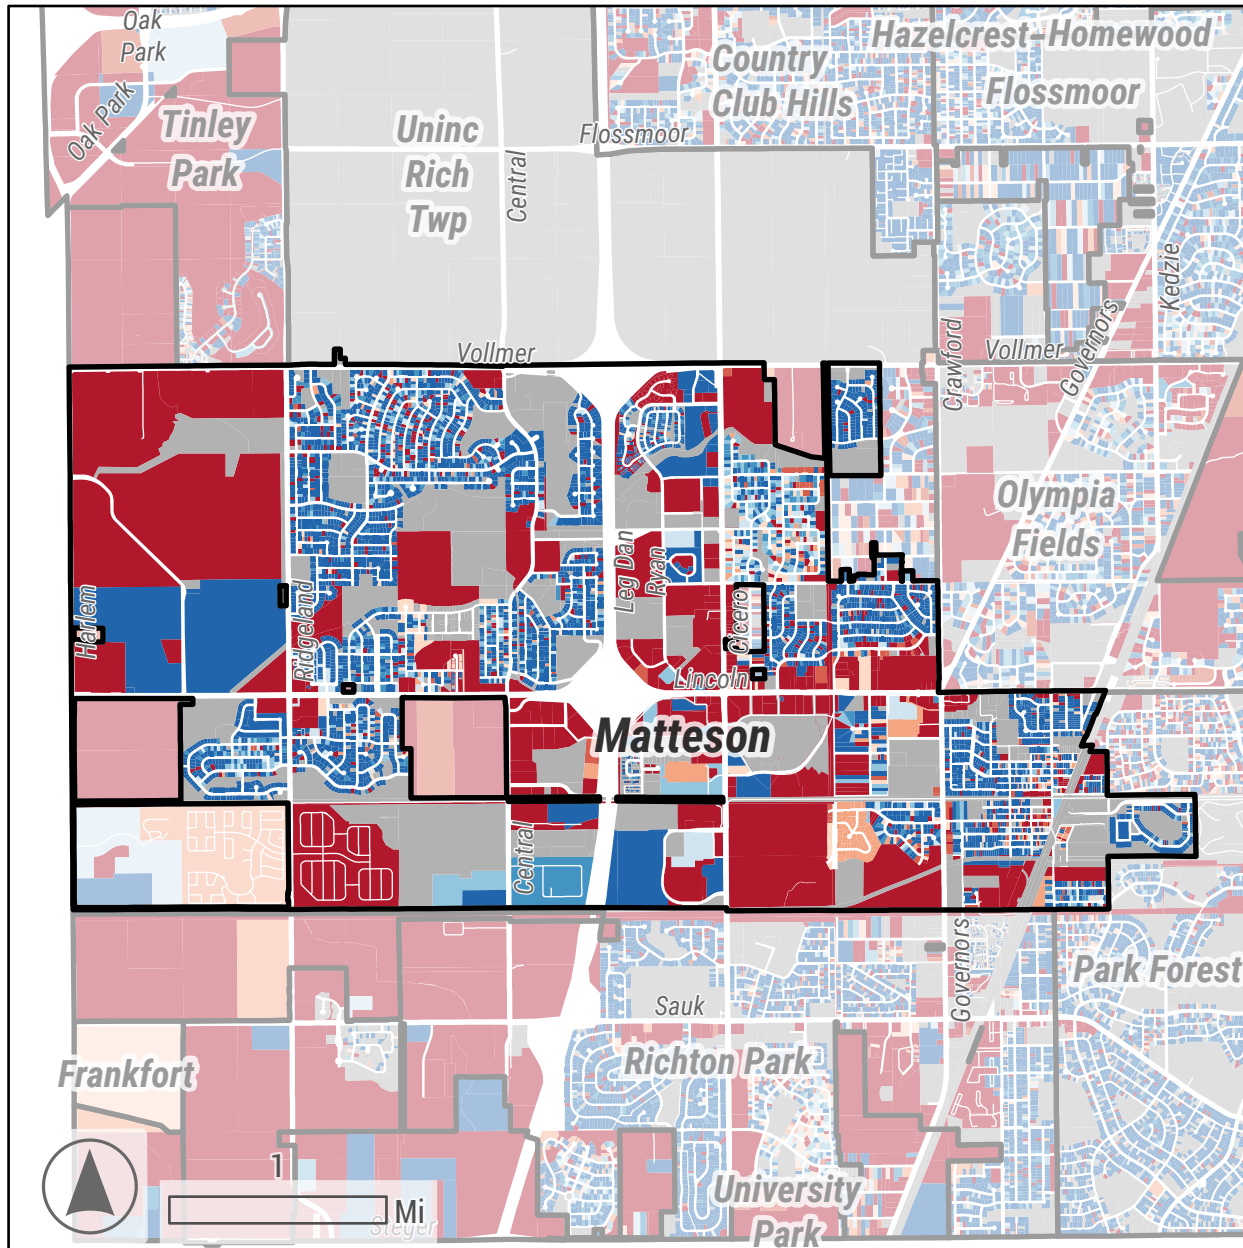 Oak
Park
Oak Park
Tinley
Park
Uninc
Rich
Twp
Central
Flossmoor
Country
Club Hills
Hazelcrest–Homewood
Flossmoor
Kedzie
Governors
Vollmer
Crawford
Vollmer
Olympia
Fields
Harlem
Ridgeland
Leg Dan
Ryan
Cicero
Lincoln
Matteson
Central
Governors
Park Forest
Sauk
Frankfort
Richton Park
University
Park
1
Mi
Steger